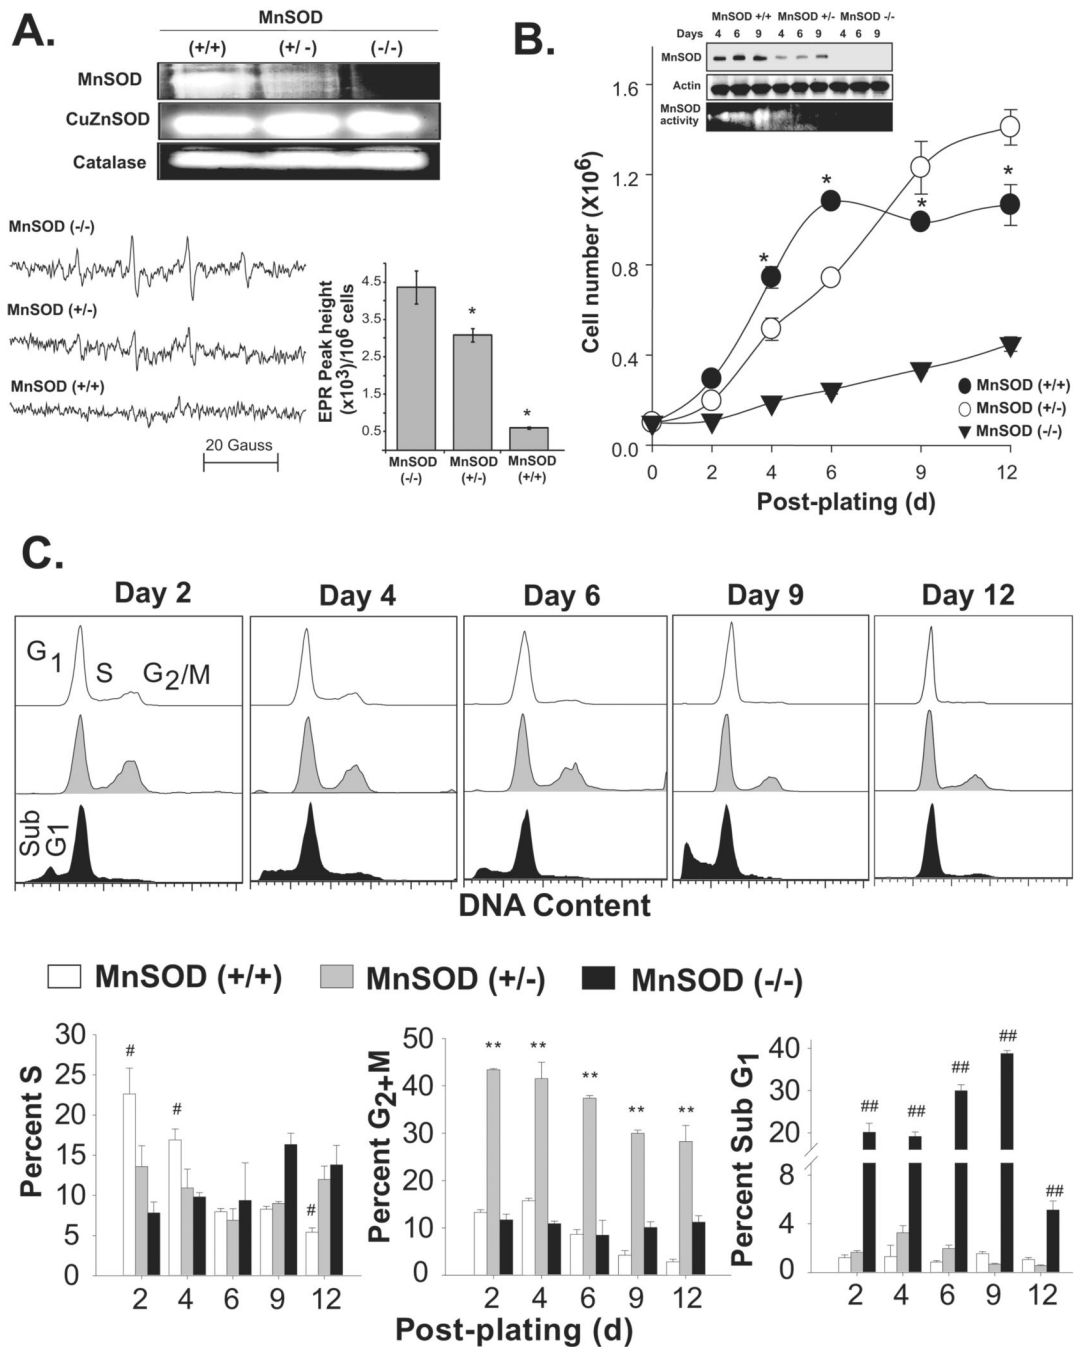 A.
MnSOD
(+/+) (+/-) (-/-)
MnSOD
CuZnSOD
Catalase
MnSOD (-/-)
MnSOD
(+/-)
MnSOD (+/+)
20 Gauss
EPR Peak height
(x10³)/10⁶ cells
4.5
3.5
2.5
1.5
0.5
*
*
MnSOD MnSOD MnSOD
(-/-) (+/-) (+/+)
B.
MnSOD +/+ MnSOD +/- MnSOD -/-
Days 4 6 9 4 6 9 4 6 9
MnSOD
Actin
MnSOD
activity
Cell number (X10⁶)
1.6
1.2
0.8
0.4
0.0
* * * *
MnSOD (+/+)
MnSOD (+/-)
MnSOD (-/-)
0 2 4 6 9 12
Post-plating (d)
C.
Day 2 Day 4 Day 6 Day 9 Day 12
G1 S G2/M
Sub
G1
DNA Content
MnSOD (+/+) MnSOD (+/-) MnSOD (-/-)
Percent S
30
25
20
15
10
5
0
# # #
2 4 6 9 12
Percent G2+M
50
40
30
20
10
0
** ** ** ** **
2 4 6 9 12
Percent Sub G1
40
30
20
8
4
0
## ## ## ## ##
2 4 6 9 12
Post-plating (d)